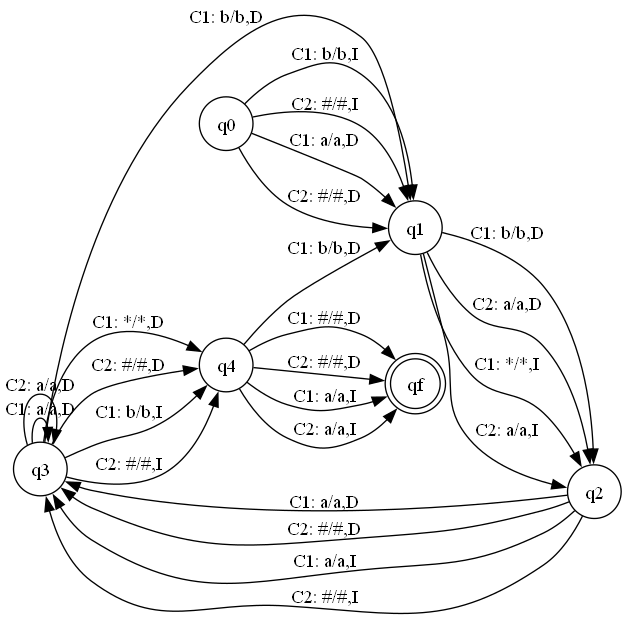 C1: b/b,D
C1: b/b,I
C2: #/#,I
q0
C1: a/a,D
C2: #/#,D
q1
C1: b/b,D
C1: b/b,D
C2: a/a,D
C1: */*,D
C1: #/#,D
C2: #/#,D
C2: #/#,D
C1: */*,I
q4
qf
C2: a/a,D
C1: a/a,D
C1: b/b,I
C1: a/a,I
C2: a/a,I
C2: a/a,I
C2: #/#,I
q3
q2
C1: a/a,D
C2: #/#,D
C1: a/a,I
C2: #/#,I